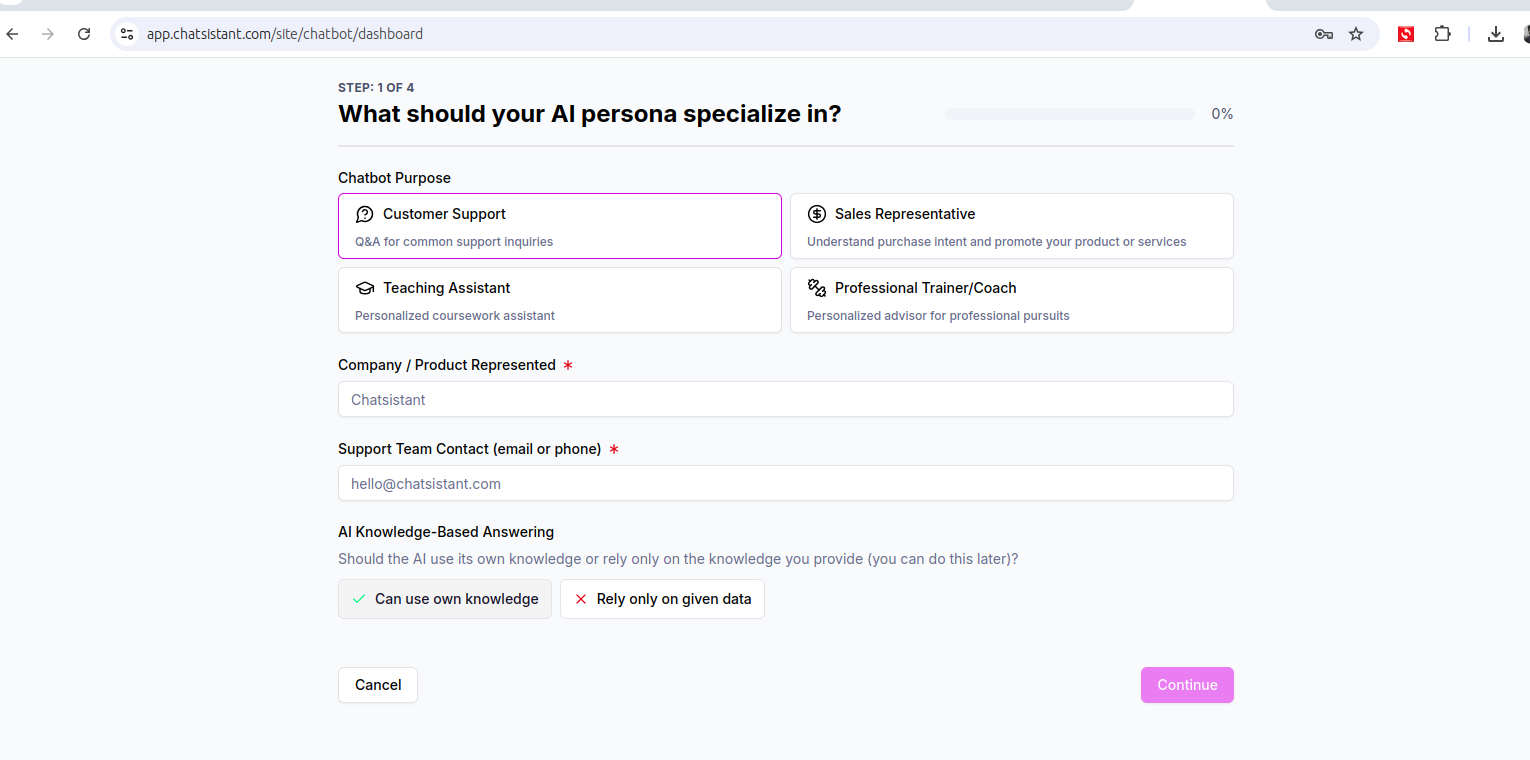 app.chatsistant.com/site/chatbot/dashboard
STEP: 1 OF 4
What should your AI persona specialize in?
0%
Chatbot Purpose
Customer Support
Q&A for common support inquiries
Sales Representative
Understand purchase intent and promote your product or services
Teaching Assistant
Personalized coursework assistant
Professional Trainer/Coach
Personalized advisor for professional pursuits
Company / Product Represented *
Chatsistant
Support Team Contact (email or phone) *
hello@chatsistant.com
AI Knowledge-Based Answering
Should the AI use its own knowledge or rely only on the knowledge you provide (you can do this later)?
Can use own knowledge
Rely only on given data
Cancel
Continue